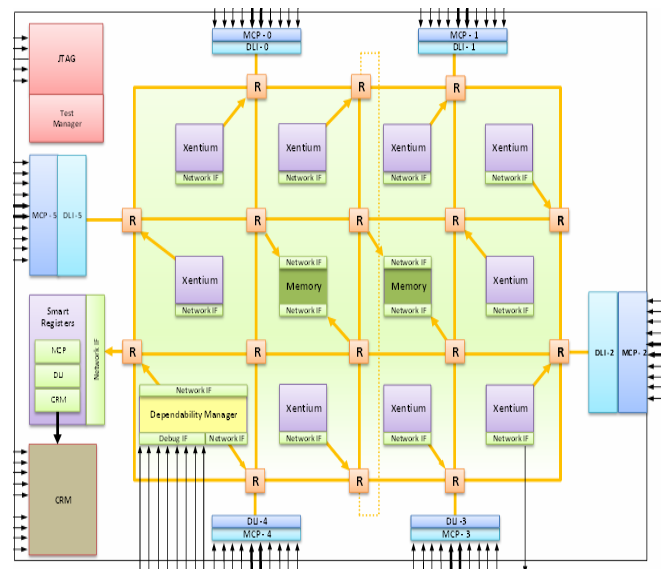 MCP - 0
DLI - 0
MCP - 1
DLI - 1
JTAG
Test
Manager
R
R
R
Xentium
Network IF
Xentium
Network IF
Xentium
Network IF
Xentium
Network IF
MCP - 5
DLI - 5
R
R
R
R
R
Xentium
Network IF
Network IF
Memory
Network IF
Network IF
Memory
Network IF
Xentium
Network IF
Smart
Registers
MCP
DLI
CRM
Network IF
R
R
R
R
R
DLI - 2
MCP - 2
Network IF
Dependability Manager
Debug IF
Network IF
Xentium
Network IF
Xentium
Network IF
Xentium
Network IF
CRM
R
R
R
DLI - 4
MCP - 4
DLI - 3
MCP - 3